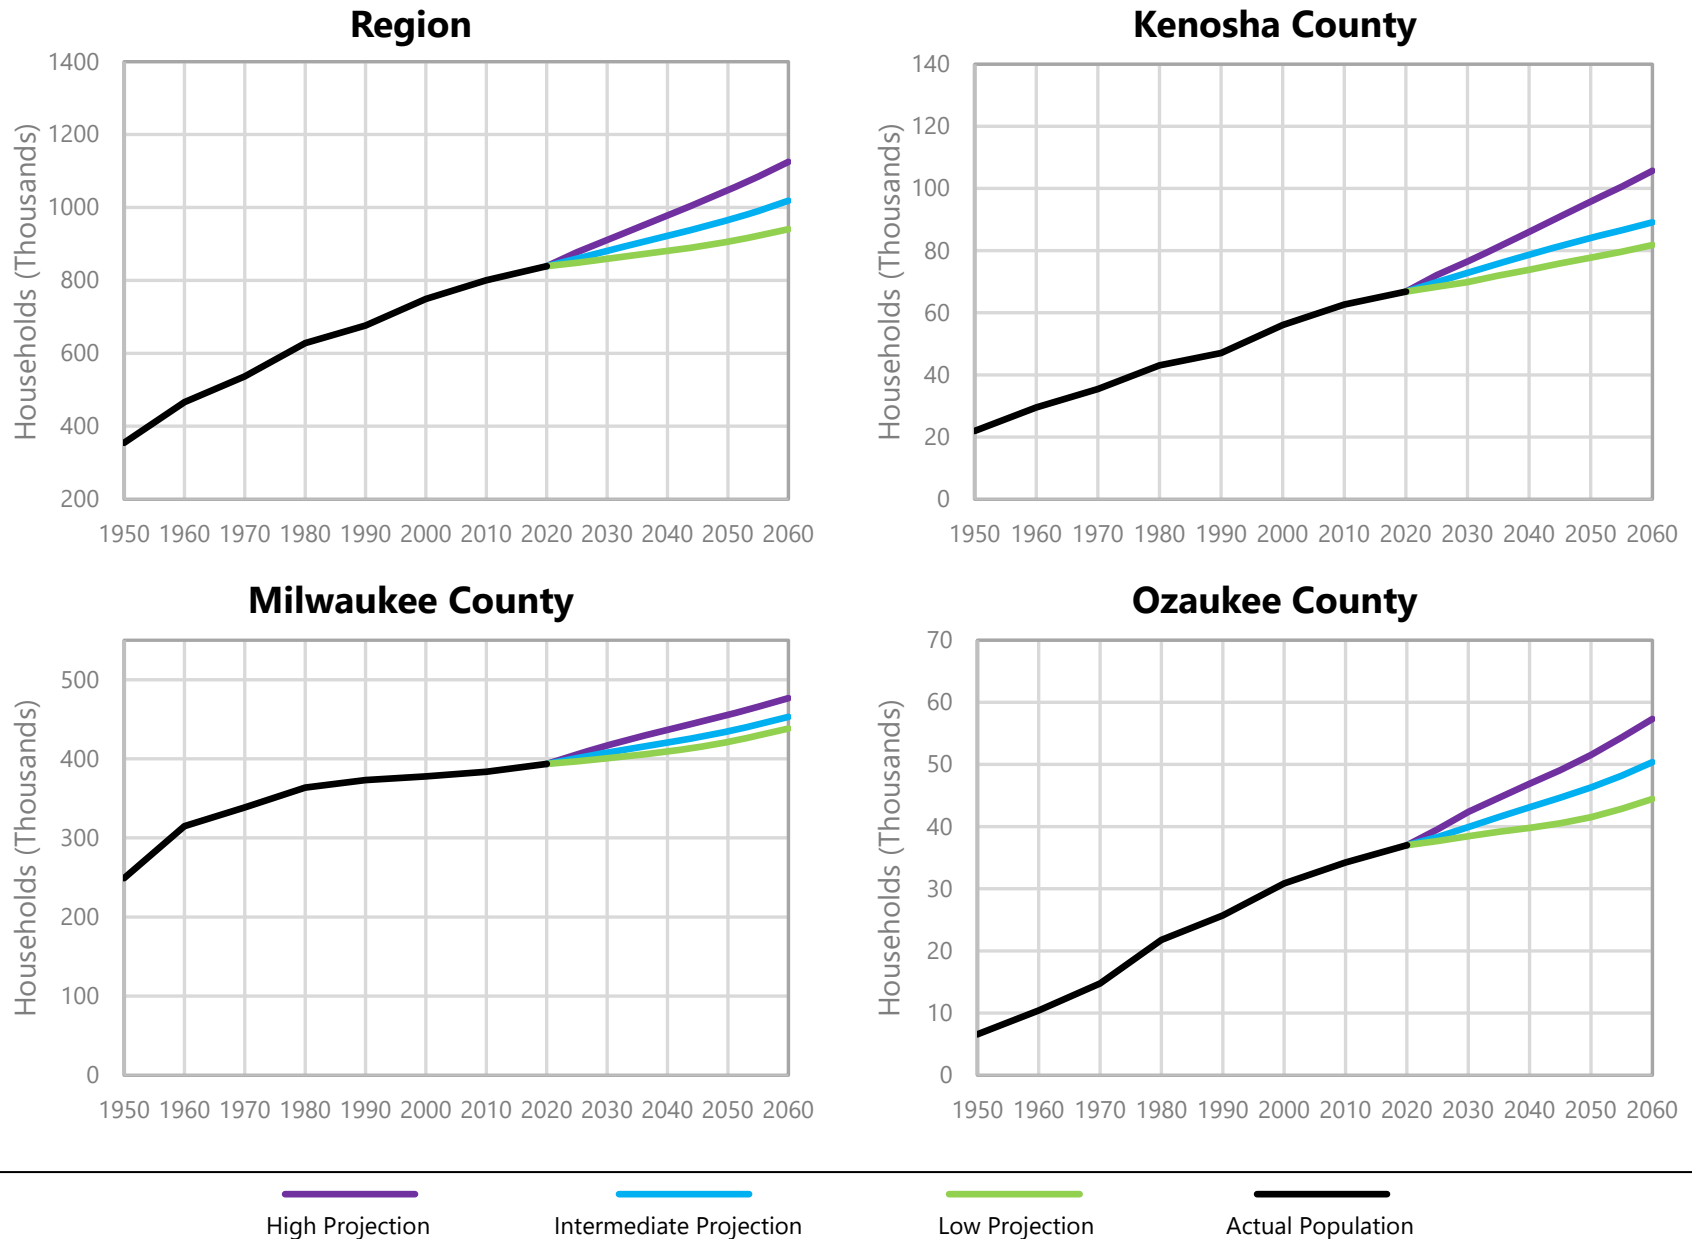 Region
Kenosha County
1400
1200
1000
800
600
400
200
Households (Thousands)
1950 1960 1970 1980 1990 2000 2010 2020 2030 2040 2050 2060
140
120
100
80
60
40
20
0
Households (Thousands)
1950 1960 1970 1980 1990 2000 2010 2020 2030 2040 2050 2060
Milwaukee County
Ozaukee County
500
400
300
200
100
0
Households (Thousands)
1950 1960 1970 1980 1990 2000 2010 2020 2030 2040 2050 2060
70
60
50
40
30
20
10
0
Households (Thousands)
1950 1960 1970 1980 1990 2000 2010 2020 2030 2040 2050 2060
High Projection
Intermediate Projection
Low Projection
Actual Population